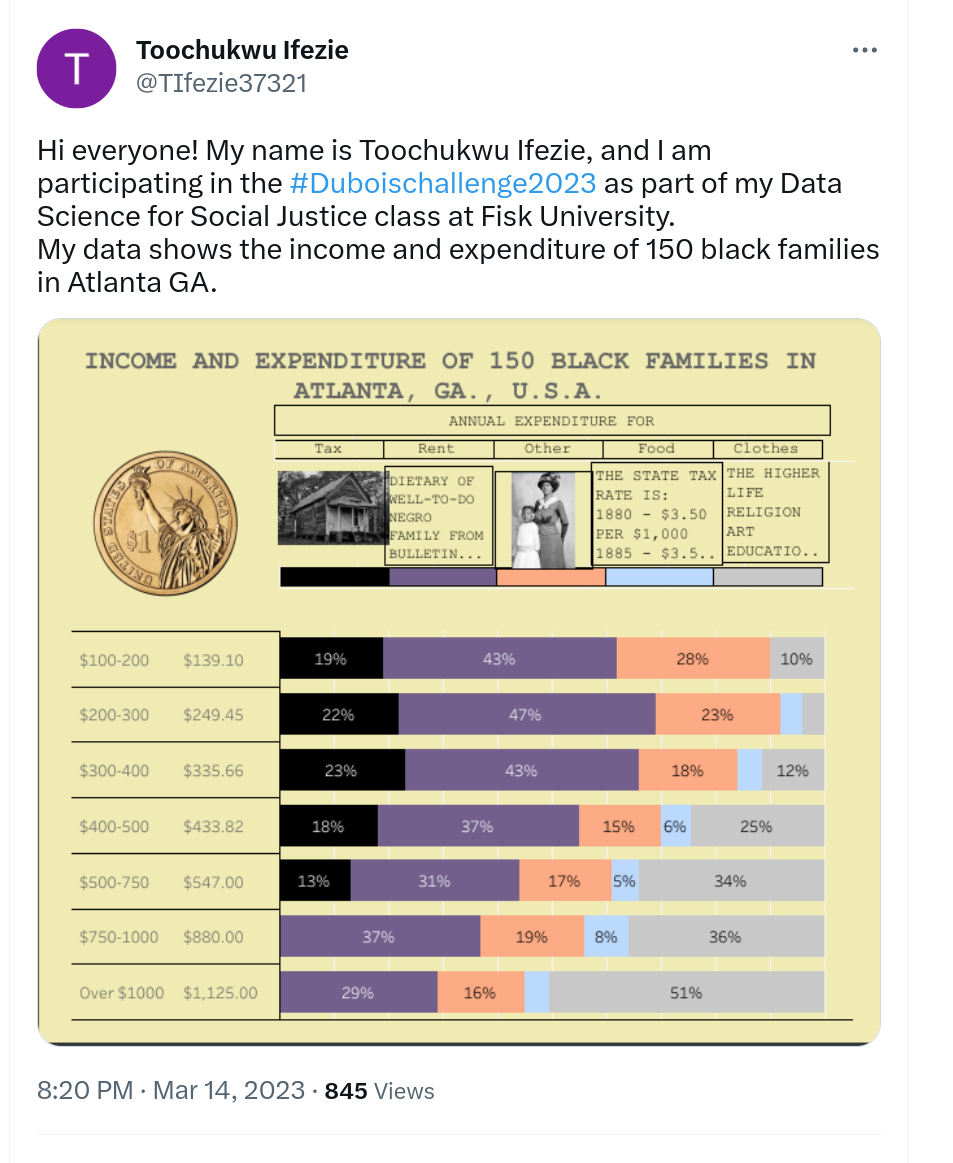 T
Toochukwu Ifezie
@TIfezie37321
Hi everyone! My name is Toochukwu Ifezie, and I am
participating in the #Duboischallenge2023 as part of my Data
Science for Social Justice class at Fisk University.
My data shows the income and expenditure of 150 black families
in Atlanta GA.
INCOME AND EXPENDITURE OF 150 BLACK FAMILIES IN
ATLANTA, GA., U.S.A.
ANNUAL EXPENDITURE FOR
Tax Rent Other Food Clothes
DIETARY OF
WELL-TO-DO
NEGRO
FAMILY FROM
BULLETIN...
THE STATE TAX
RATE IS:
1880 - $3.50
PER $1,000
1885 - $3.5..
THE HIGHER
LIFE
RELIGION
ART
EDUCATIO..
UNITED STATES OF AMERICA
$1
$100-200 $139.10 19% 43% 28% 10%
$200-300 $249.45 22% 47% 23%
$300-400 $335.66 23% 43% 18% 12%
$400-500 $433.82 18% 37% 15% 6% 25%
$500-750 $547.00 13% 31% 17% 5% 34%
$750-1000 $880.00 37% 19% 8% 36%
Over $1000 $1,125.00 29% 16% 51%
8:20 PM · Mar 14, 2023 · 845 Views